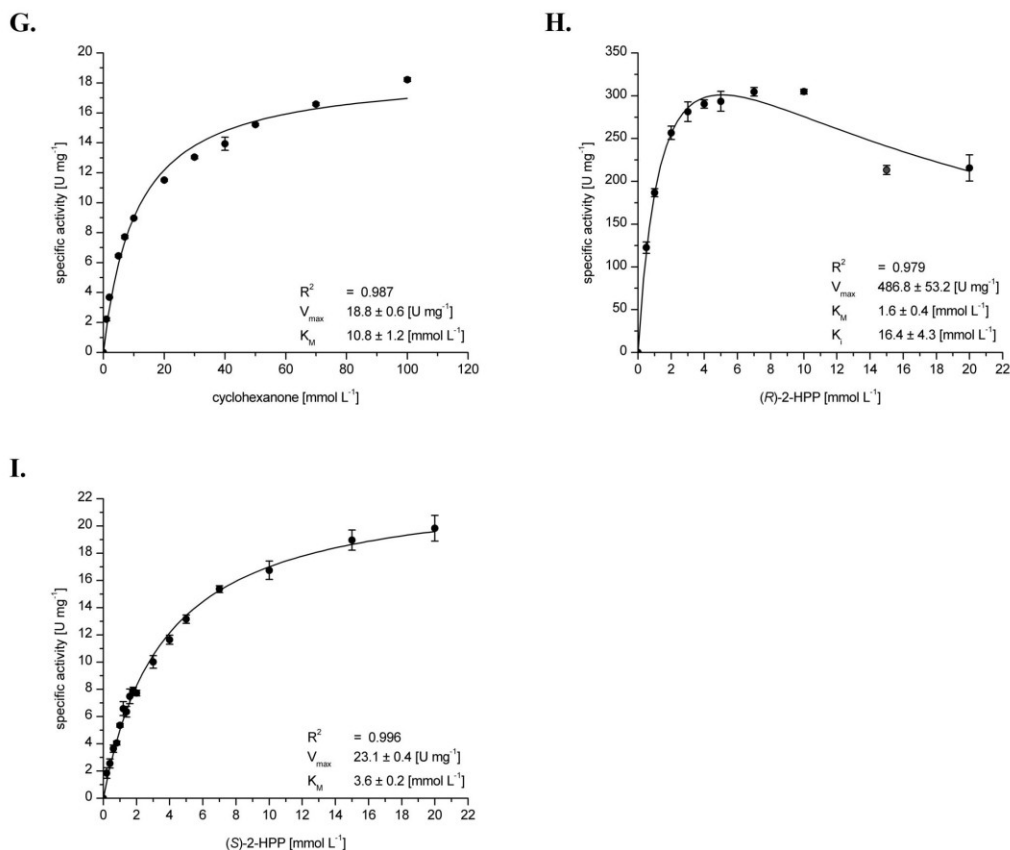 G.
20
18
16
14
12
10
8
6
4
2
0
specific activity [U mg⁻¹]
R² = 0.987
Vmax 18.8 ± 0.6 [U mg⁻¹]
KM 10.8 ± 1.2 [mmol L⁻¹]
0 20 40 60 80 100 120
cyclohexanone [mmol L⁻¹]
H.
350
300
250
200
150
100
50
0
specific activity [U mg⁻¹]
R² = 0.979
Vmax 486.8 ± 53.2 [U mg⁻¹]
KM 1.6 ± 0.4 [mmol L⁻¹]
Ki 16.4 ± 4.3 [mmol L⁻¹]
0 2 4 6 8 10 12 14 16 18 20 22
(R)-2-HPP [mmol L⁻¹]
I.
22
20
18
16
14
12
10
8
6
4
2
0
specific activity [U mg⁻¹]
R² = 0.996
Vmax 23.1 ± 0.4 [U mg⁻¹]
KM 3.6 ± 0.2 [mmol L⁻¹]
0 2 4 6 8 10 12 14 16 18 20 22
(S)-2-HPP [mmol L⁻¹]